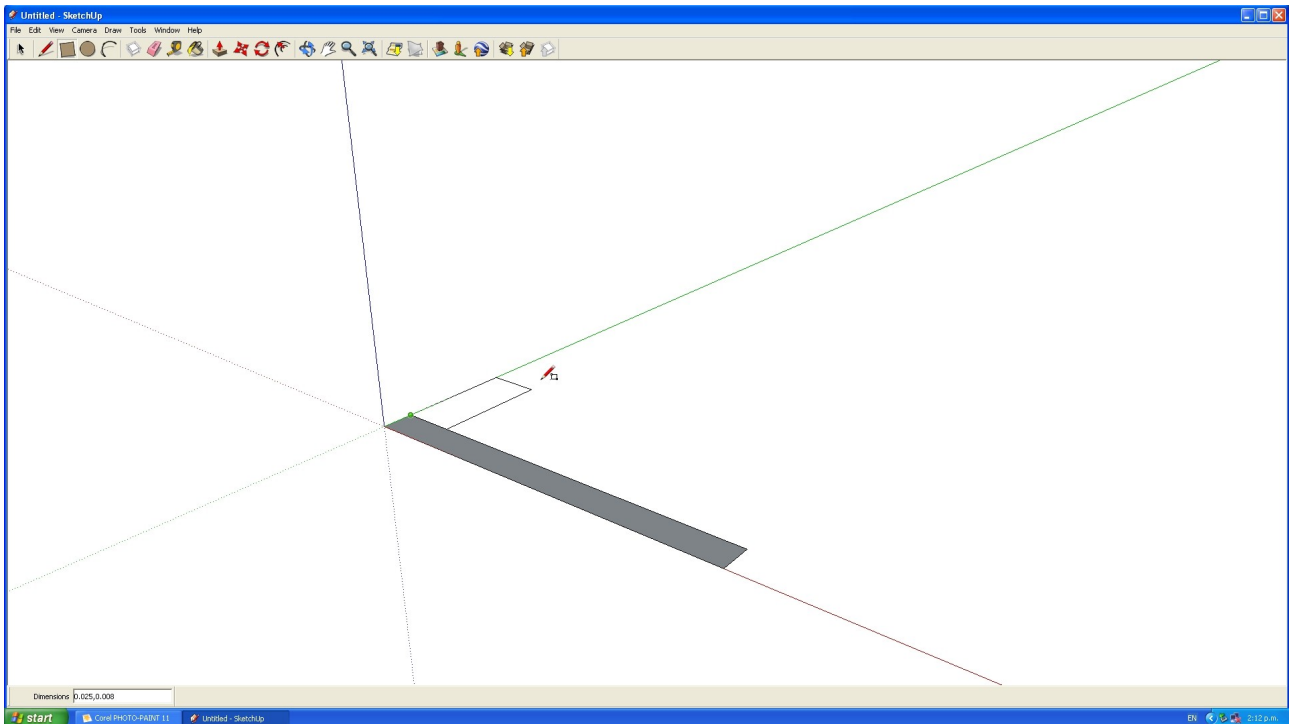 Untitled - SketchUp
File Edit View Camera Draw Tools Window Help
Dimensions 0.025,0.008
start Corel PHOTO-PAINT 11 Untitled - SketchUp EN 2:12 p.m.